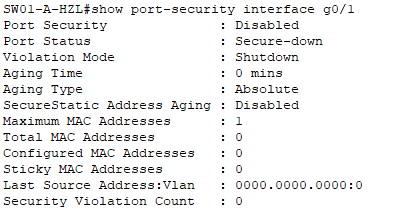 SW01-A-HZL#show port-security interface g0/1
Port Security              : Disabled
Port Status                : Secure-down
Violation Mode             : Shutdown
Aging Time                 : 0 mins
Aging Type                 : Absolute
SecureStatic Address Aging : Disabled
Maximum MAC Addresses      : 1
Total MAC Addresses        : 0
Configured MAC Addresses   : 0
Sticky MAC Addresses       : 0
Last Source Address:Vlan   : 0000.0000.0000:0
Security Violation Count   : 0